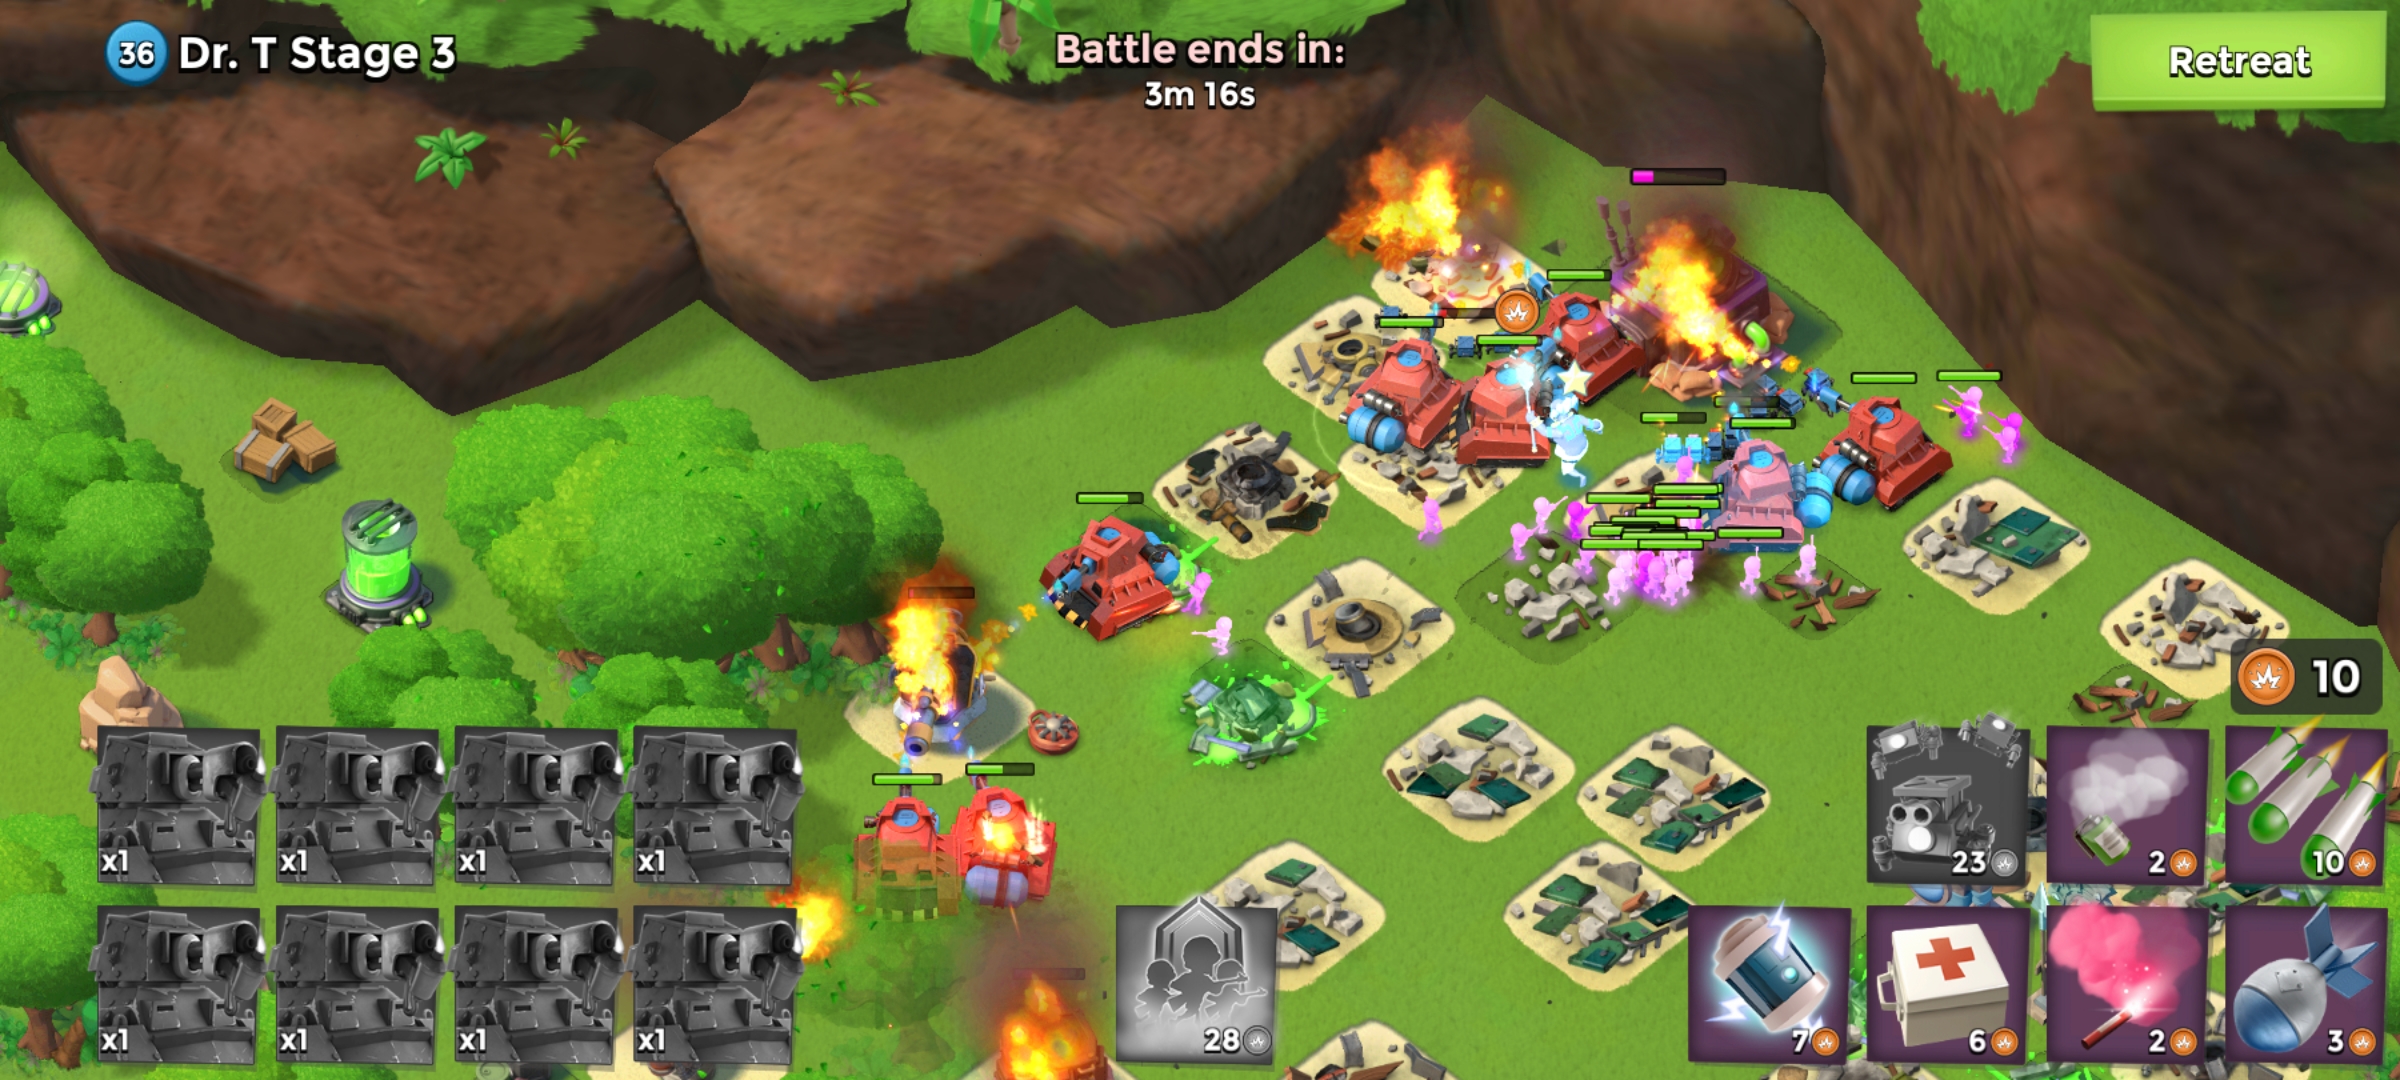 36 Dr. T Stage 3
Battle ends in:
3m 16s
Retreat
10
x1 x1 x1 x1
23 2 10
x1 x1 x1 x1
28 7 6 2 3